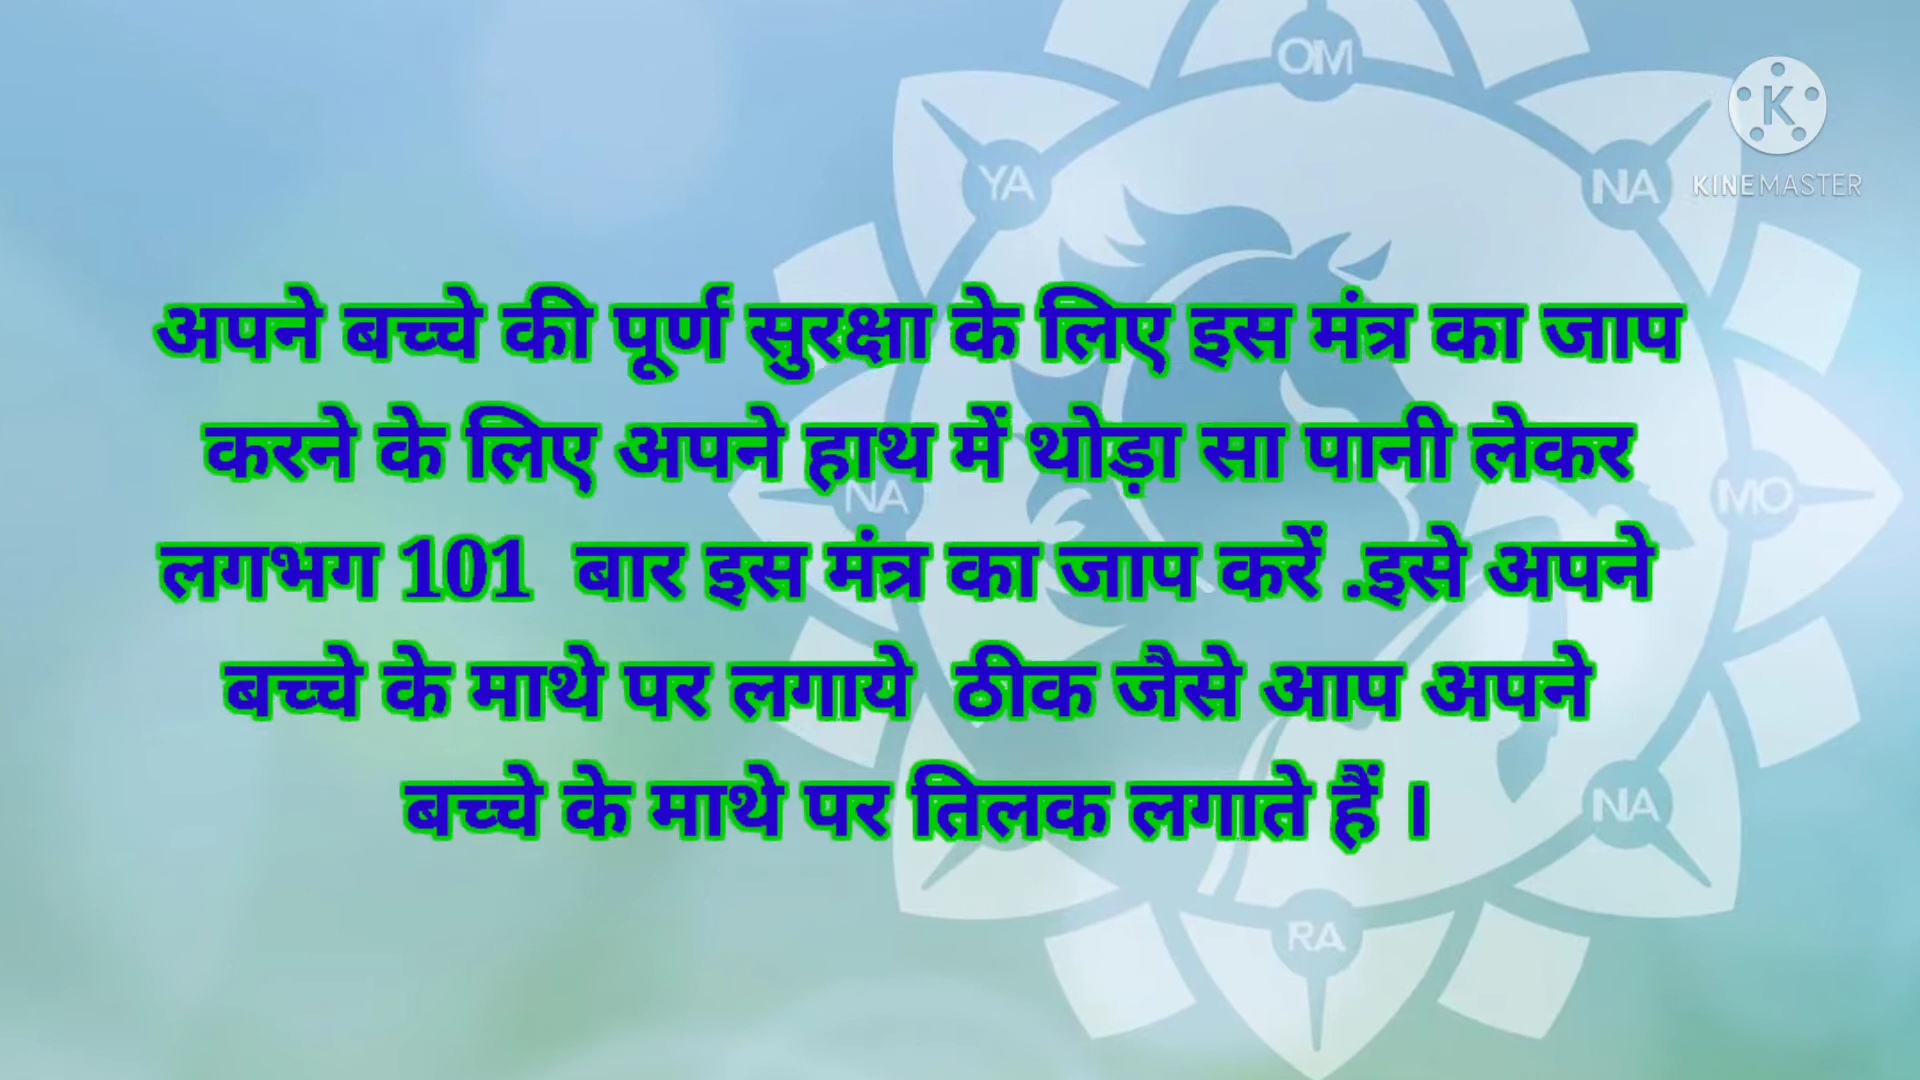 OM
YA
NA
K
KINEMASTER
अपने बच्चे की पूर्ण सुरक्षा के लिए इस मंत्र का जाप
करने के लिए अपने हाथ में थोड़ा सा पानी लेकर
NA
MO
लगभग 101 बार इस मंत्र का जाप करें .इसे अपने
बच्चे के माथे पर लगाये ठीक जैसे आप अपने
बच्चे के माथे पर तिलक लगाते हैं ।
NA
RA